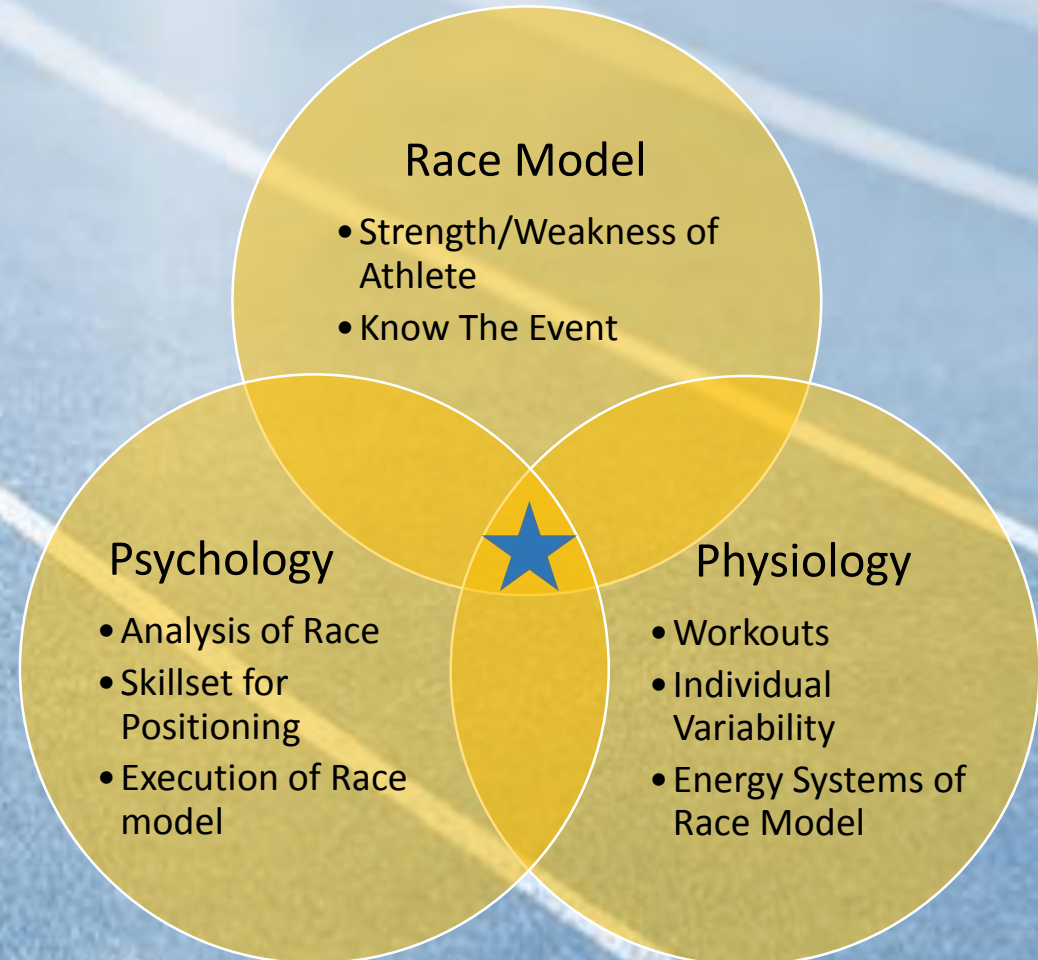 Race Model
• Strength/Weakness of
Athlete
• Know The Event
Psychology
• Analysis of Race
• Skillset for
Positioning
• Execution of Race
model
Physiology
• Workouts
• Individual
Variability
• Energy Systems of
Race Model